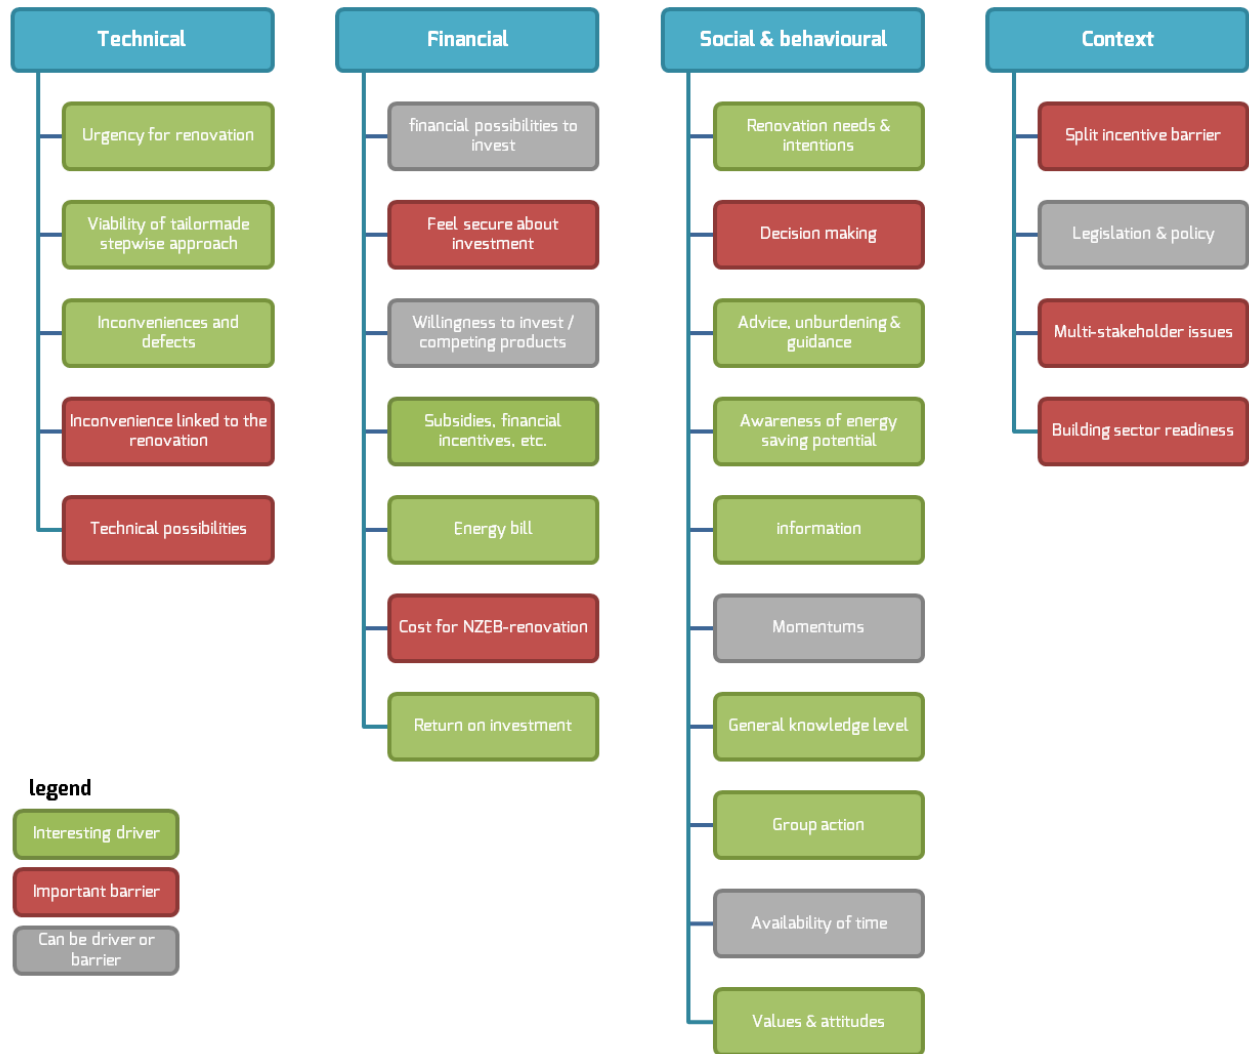 Technical
Urgency for renovation
Viability of tailormade
stepwise approach
Inconveniences and
defects
Inconvenience linked to the
renovation
Technical possibilities
Financial
financial possibilities to
invest
Feel secure about
investment
Willingness to invest /
competing products
Subsidies, financial
incentives, etc.
Energy bill
Cost for NZEB-renovation
Return on investment
Social & behavioural
Renovation needs &
intentions
Decision making
Advice, unburdening &
guidance
Awareness of energy
saving potential
information
Momentums
General knowledge level
Group action
Availability of time
Values & attitudes
Context
Split incentive barrier
Legislation & policy
Multi-stakeholder issues
Building sector readiness
legend
Interesting driver
Important barrier
Can be driver or
barrier